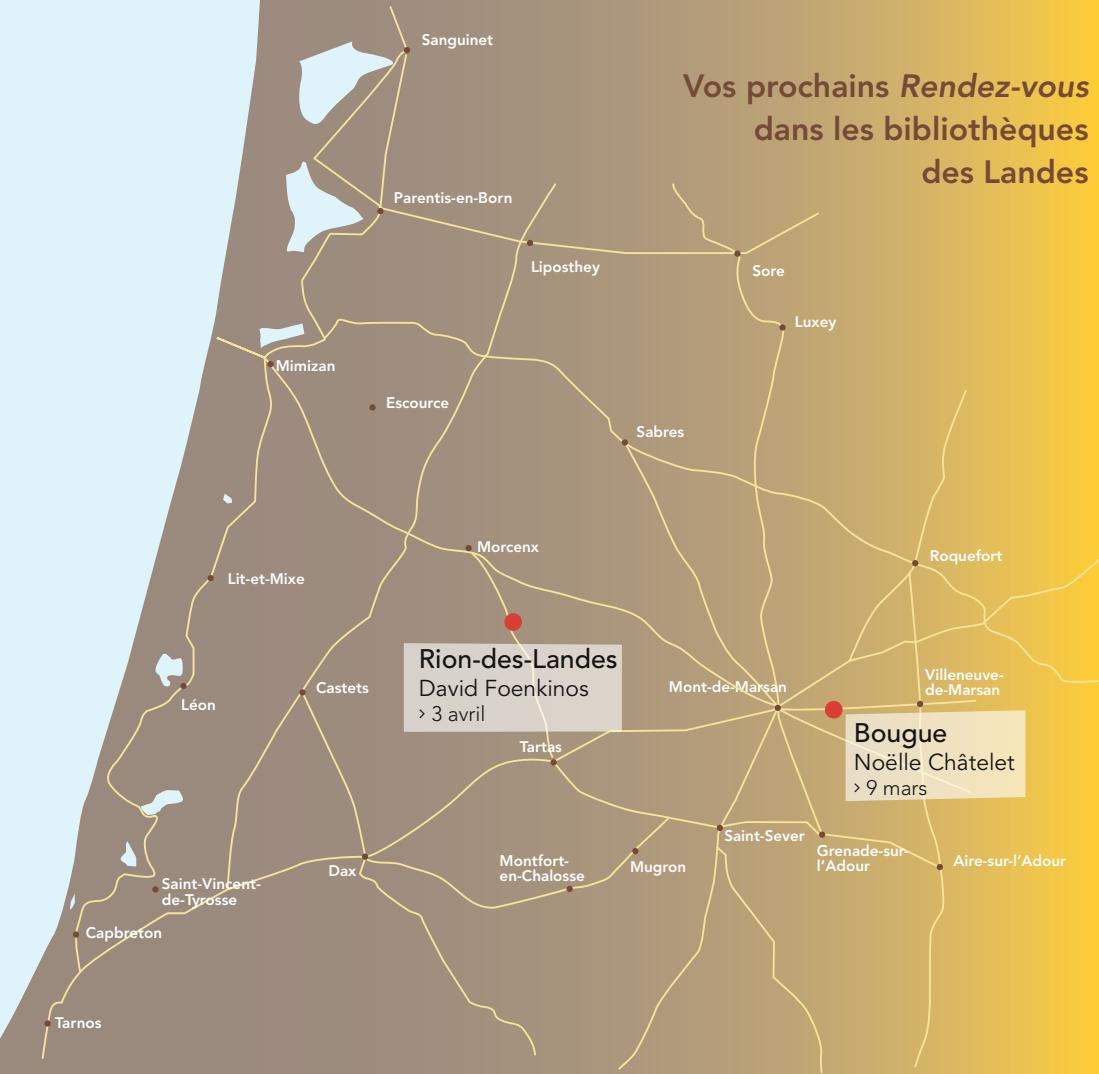 Sanguinet
Vos prochains Rendez-vous
dans les bibliothèques
des Landes
Parentis-en-Born
Liposthey
Sore
Luxey
Mimizan
Escource
Sabres
Morcenx
Roquefort
Lit-et-Mixe
Rion-des-Landes
David Foenkinos
> 3 avril
Castets
Léon
Mont-de-Marsan
Villeneuve-
de-Marsan
Bougue
Noëlle Châtelet
> 9 mars
Tartas
Saint-Sever
Grenade-sur-
l'Adour
Aire-sur-l'Adour
Dax
Montfort-
en-Chalosse
Mugron
Saint-Vincent-
de-Tyrosse
Capbreton
Tarnos